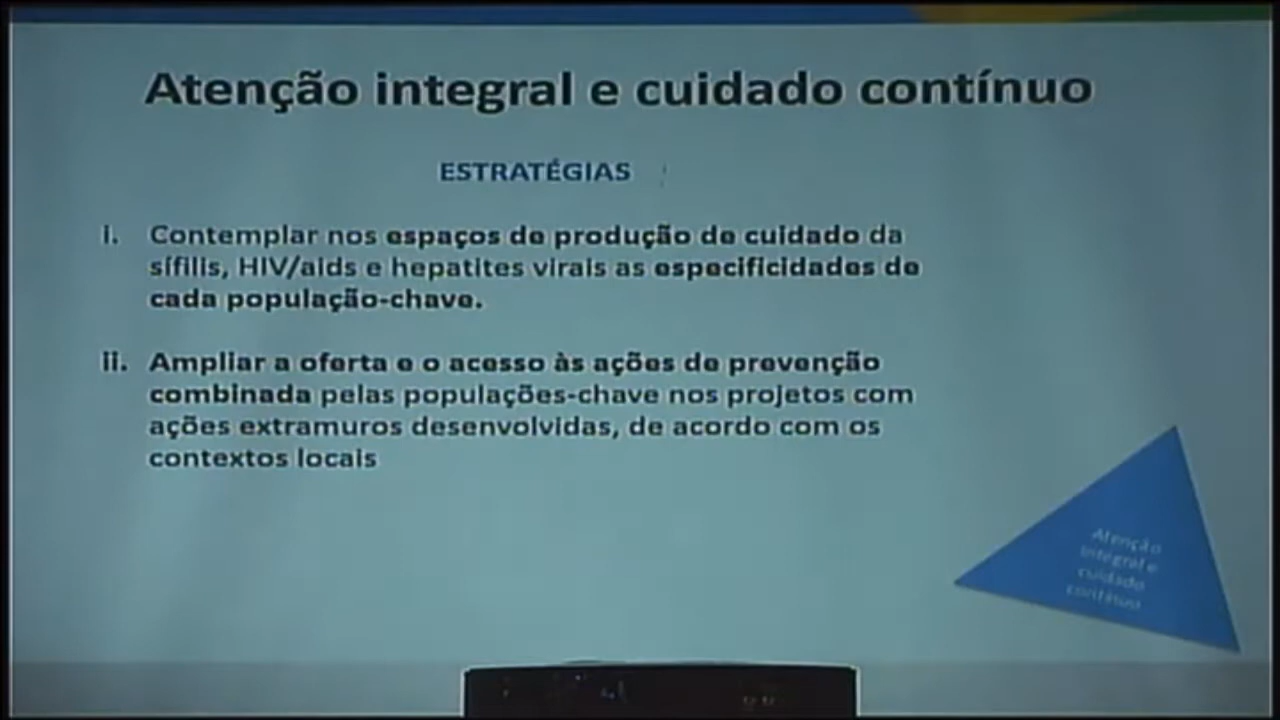 Atenção integral e cuidado contínuo
ESTRATÉGIAS
i. Contemplar nos espaços de produção de cuidado da
sífilis, HIV/aids e hepatites virais as especificidades de
cada população-chave.
ii. Ampliar a oferta e o acesso às ações de prevenção
combinada pelas populações-chave nos projetos com
ações extramuros desenvolvidas, de acordo com os
contextos locais
Atenção
integral e
cuidado
contínuo